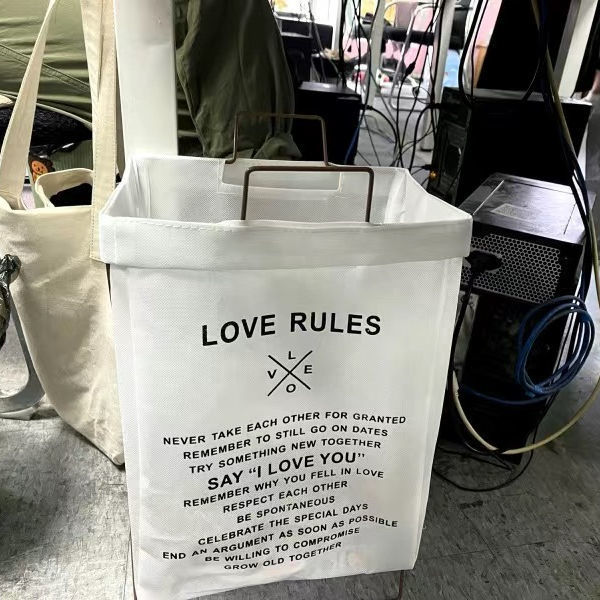 LOVE RULES
L
V E
O
NEVER TAKE EACH OTHER FOR GRANTED
REMEMBER TO STILL GO ON DATES
TRY SOMETHING NEW TOGETHER
SAY "I LOVE YOU"
REMEMBER WHY YOU FELL IN LOVE
RESPECT EACH OTHER
BE SPONTANEOUS
CELEBRATE THE SPECIAL DAYS
END AN ARGUMENT AS SOON AS POSSIBLE
BE WILLING TO COMPROMISE
GROW OLD TOGETHER